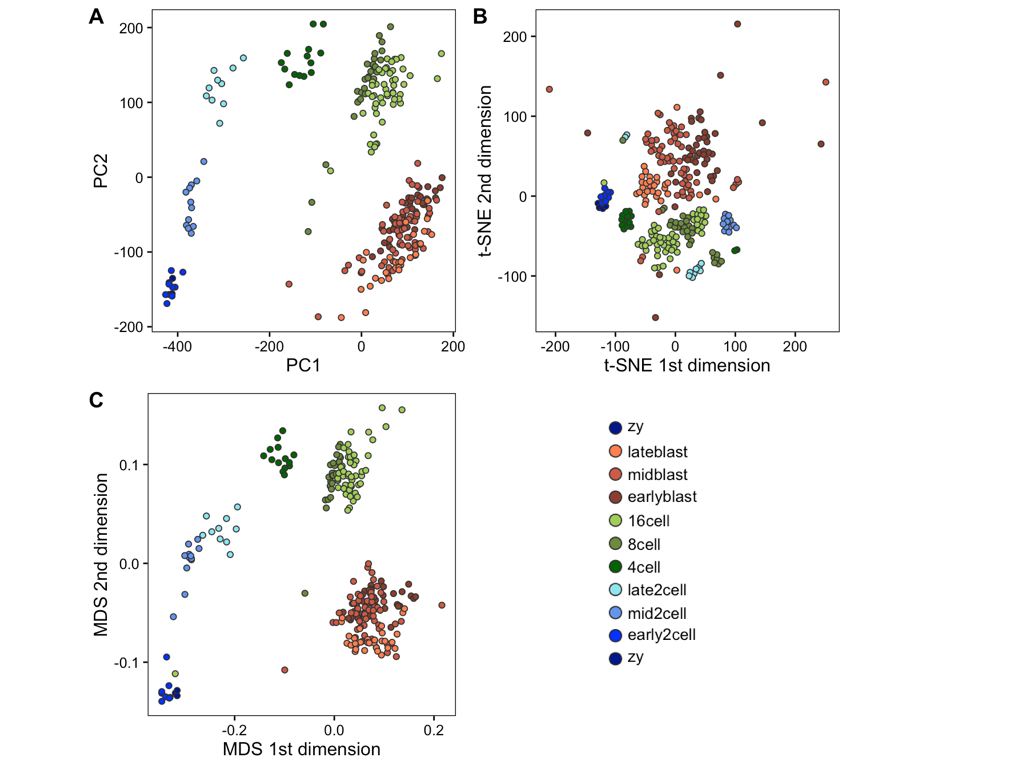 A
PC2
200
100
0
-100
-200
-400
-200
0
200
PC1
B
t-SNE 2nd dimension
200
100
0
-100
-200
-100
0
100
200
t-SNE 1st dimension
C
MDS 2nd dimension
0.1
0.0
-0.1
-0.2
0.0
0.2
MDS 1st dimension
zy
lateblast
midblast
earlyblast
16cell
8cell
4cell
late2cell
mid2cell
early2cell
zy